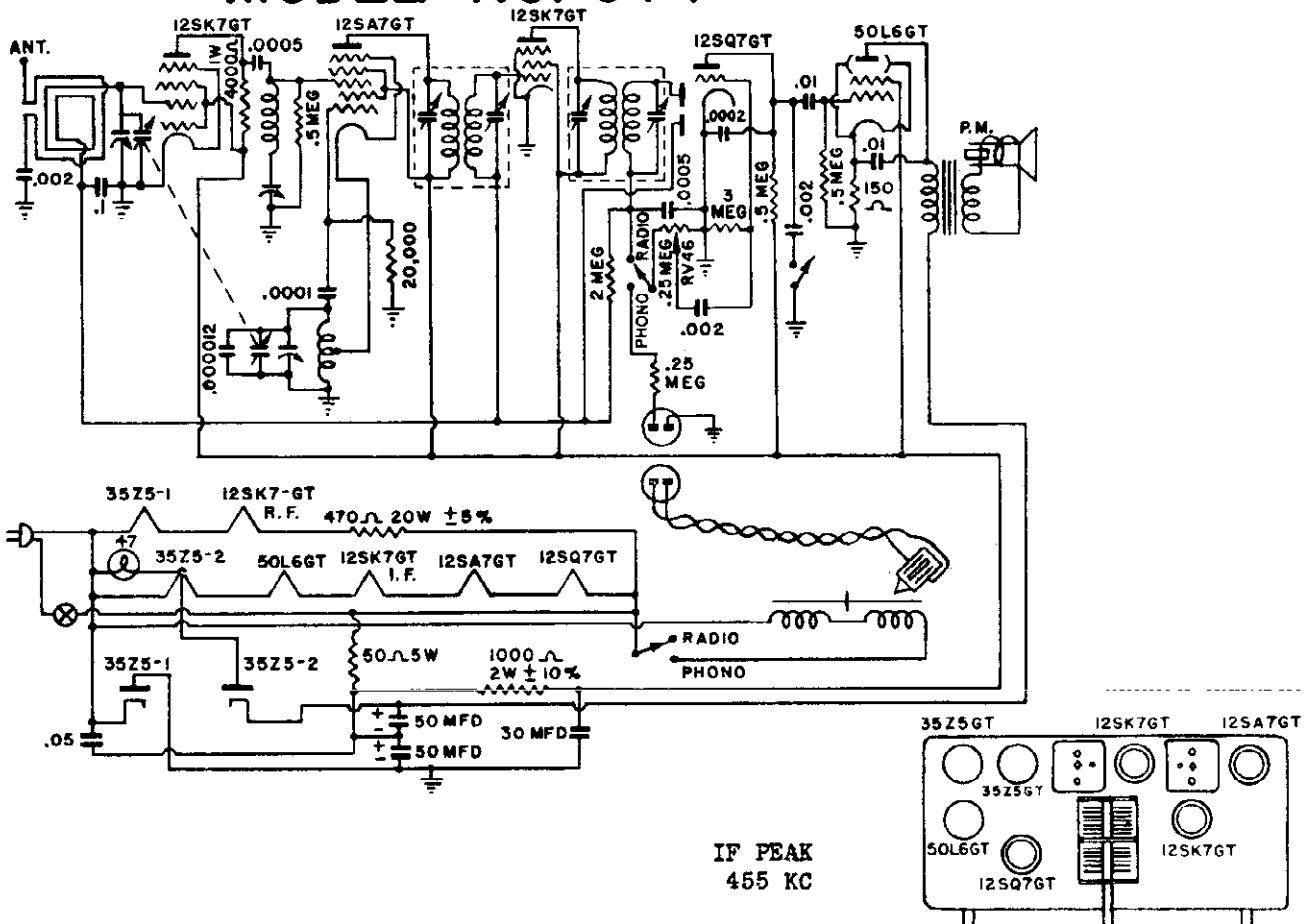 12SK7GT
12SA7GT
12SK7GT
12SQ7GT
50L6GT
ANT.
1W
4000Ω
.0005
.5 MEG
.002
.1
.0002
.0005
3 MEG
.5 MEG
.01
.002
.5 MEG
.01
150
P.M.
20,000
.0001
.000012
2 MEG
RADIO
PHONO
.25 MEG
RV46
.002
.25
MEG
35Z5-1
12SK7-GT
R.F.
470Ω 20W ±5%
47
35Z5-2
50L6GT
12SK7GT
I.F.
12SA7GT
12SQ7GT
RADIO
PHONO
35Z5-1
35Z5-2
50Ω5W
1000Ω
2W ±10%
.05
+
-
50 MFD
+
-
50 MFD
30 MFD
35Z5GT
12SK7GT
12SA7GT
35Z5GT
50L6GT
12SQ7GT
12SK7GT
IF PEAK
455 KC